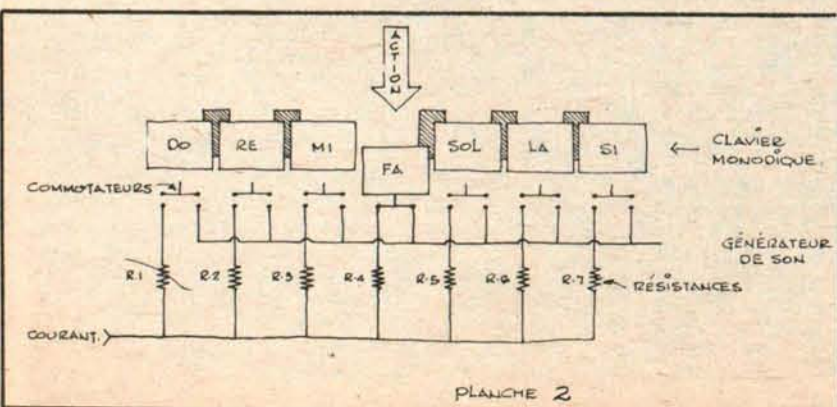 ACTION
DO RE MI FA SOL LA SI
← CLAVIER
MONODIQUE.
COMMUTATEURS
GÉNÉRATEUR
DE SON
R.1 R.2 R.3 R.4 R.5 R.6 R.7
RÉSISTANCES
COURANT.
PLANCHE 2